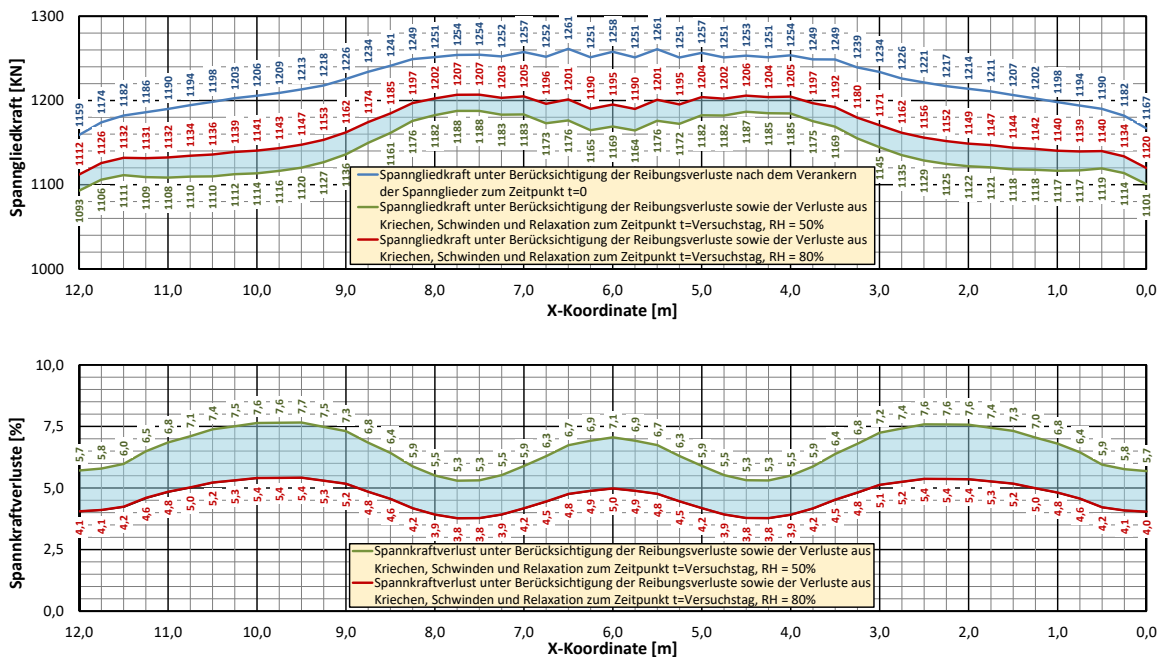 Spanngliedkraft [KN]
1300
1200
1100
1000
1159 1174 1182 1186 1190 1194 1198 1203 1206 1209 1213 1218 1226 1234 1241 1249 1251 1254 1254 1252 1257 1252 1261 1251 1258 1251 1261 1251 1257 1251 1253 1251 1254 1249 1249 1239 1234 1226 1221 1217 1214 1211 1207 1202 1198 1194 1190 1182 1167
1112 1126 1132 1131 1132 1134 1136 1139 1141 1143 1147 1153 1162 1174 1185 1197 1202 1207 1207 1203 1205 1196 1201 1190 1195 1190 1201 1195 1204 1202 1206 1204 1205 1197 1192 1180 1171 1162 1156 1152 1149 1147 1144 1142 1140 1139 1140 1134 1120
1093 1106 1111 1109 1108 1110 1110 1112 1114 1116 1120 1127 1136 1149 1161 1176 1182 1188 1188 1183 1183 1173 1176 1165 1169 1164 1176 1172 1182 1182 1187 1185 1185 1175 1169 1155 1145 1135 1129 1125 1122 1121 1118 1118 1117 1117 1119 1114 1101
Spanngliedkraft unter Berücksichtigung der Reibungsverluste nach dem Verankern
der Spannglieder zum Zeitpunkt t=0
Spanngliedkraft unter Berücksichtigung der Reibungsverluste sowie der Verluste aus
Kriechen, Schwinden und Relaxation zum Zeitpunkt t=Versuchstag, RH = 50%
Spanngliedkraft unter Berücksichtigung der Reibungsverluste sowie der Verluste aus
Kriechen, Schwinden und Relaxation zum Zeitpunkt t=Versuchstag, RH = 80%
12,0 11,0 10,0 9,0 8,0 7,0 6,0 5,0 4,0 3,0 2,0 1,0 0,0
X-Koordinate [m]
Spannkraftverluste [%]
10,0
7,5
5,0
2,5
0,0
5,7 5,8 6,0 6,5 6,8 7,1 7,4 7,5 7,6 7,6 7,7 7,5 7,3 6,8 6,4 5,9 5,5 5,3 5,3 5,5 5,9 6,3 6,7 6,9 7,1 6,9 6,7 6,3 5,9 5,5 5,3 5,3 5,5 5,9 6,4 6,8 7,2 7,4 7,6 7,6 7,6 7,4 7,3 7,0 6,8 6,4 5,9 5,8 5,7
4,1 4,1 4,2 4,6 4,8 5,0 5,2 5,3 5,4 5,4 5,4 5,3 5,2 4,8 4,6 4,2 3,9 3,8 3,8 3,9 4,2 4,5 4,8 4,9 5,0 4,9 4,8 4,5 4,2 3,9 3,8 3,8 3,9 4,2 4,5 4,8 5,1 5,2 5,4 5,4 5,4 5,3 5,2 5,0 4,8 4,6 4,2 4,1 4,0
Spannkraftverlust unter Berücksichtigung der Reibungsverluste sowie der Verluste aus
Kriechen, Schwinden und Relaxation zum Zeitpunkt t=Versuchstag, RH = 50%
Spannkraftverlust unter Berücksichtigung der Reibungsverluste sowie der Verluste aus
Kriechen, Schwinden und Relaxation zum Zeitpunkt t=Versuchstag, RH = 80%
12,0 11,0 10,0 9,0 8,0 7,0 6,0 5,0 4,0 3,0 2,0 1,0 0,0
X-Koordinate [m]